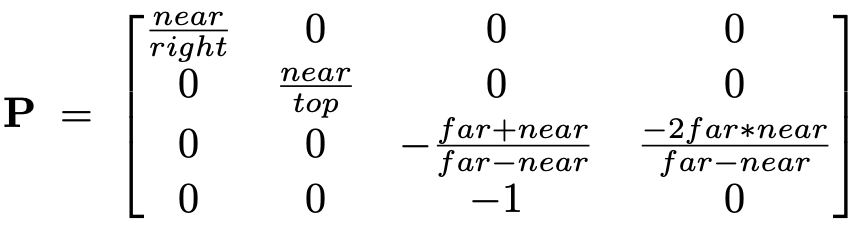 P = [ near/right 0 0 0
0 near/top 0 0
0 0 −far+near/far−near −2far*near/far−near
0 0 −1 0 ]